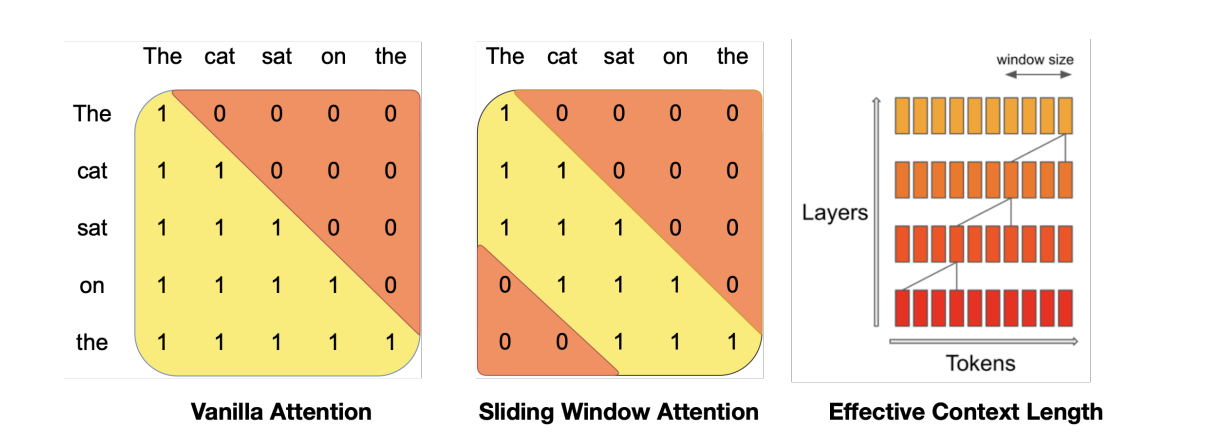 The cat sat on the
The 1 0 0 0 0
cat 1 1 0 0 0
sat 1 1 1 0 0
on 1 1 1 1 0
the 1 1 1 1 1
Vanilla Attention
The cat sat on the
1 0 0 0 0
1 1 0 0 0
1 1 1 0 0
0 1 1 1 0
0 0 1 1 1
Sliding Window Attention
window size
Layers
Tokens
Effective Context Length